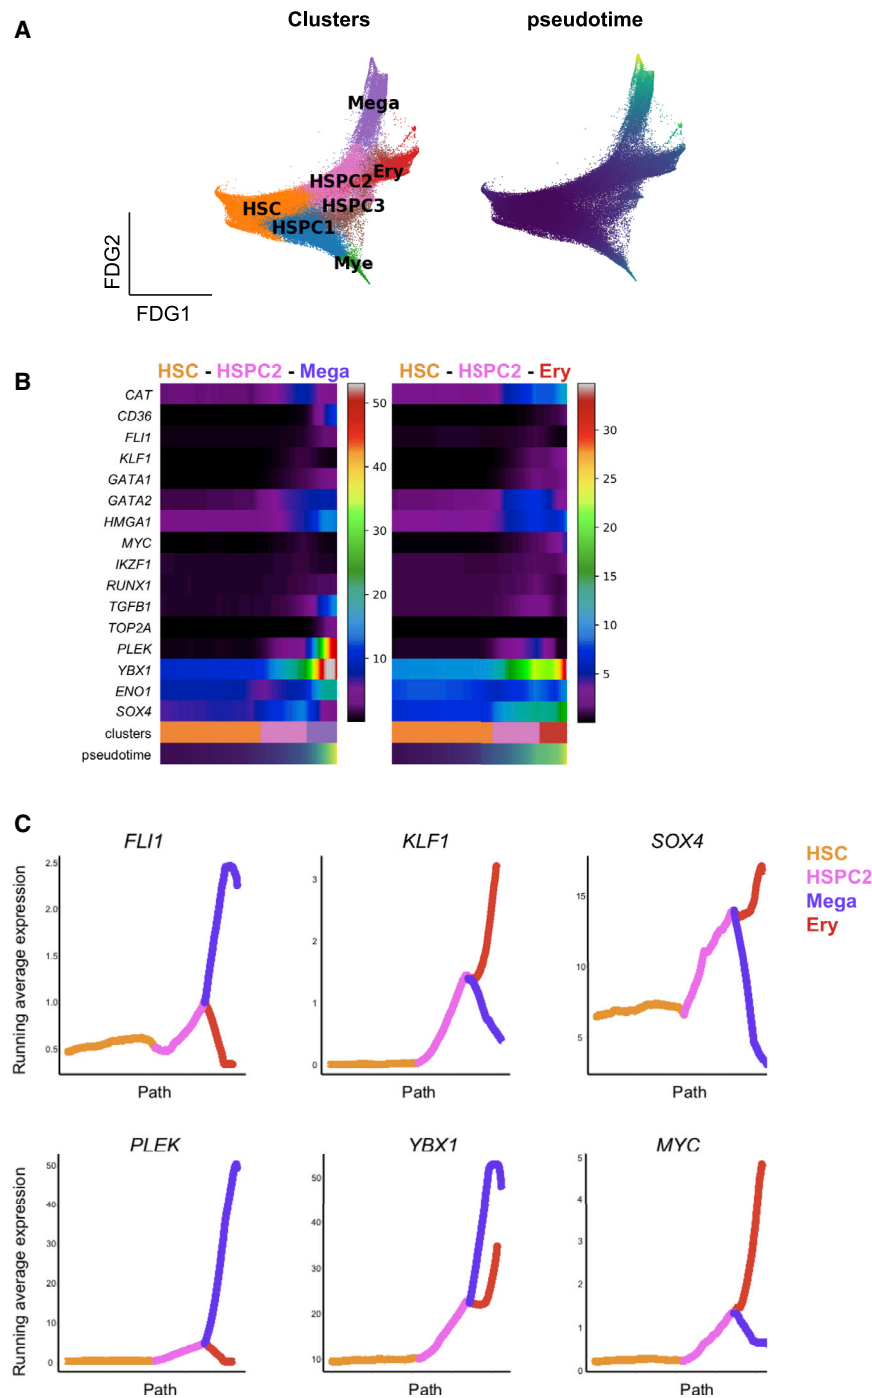 A
Clusters
pseudotime
Mega
Ery
HSPC2
HSPC3
HSC
HSPC1
Mye
FDG2
FDG1
B
HSC - HSPC2 - Mega
HSC - HSPC2 - Ery
CAT
CD36
FLI1
KLF1
GATA1
GATA2
HMGA1
MYC
IKZF1
RUNX1
TGFB1
TOP2A
PLEK
YBX1
ENO1
SOX4
clusters
pseudotime
50
40
30
20
10
30
25
20
15
10
5
C
FLI1
KLF1
SOX4
HSC
HSPC2
Mega
Ery
Running average expression
2.5
2.0
1.5
1.0
0.5
Path
3
2
1
0
Path
15
10
5
Path
PLEK
YBX1
MYC
Running average expression
50
40
30
20
10
0
Path
50
40
30
20
10
Path
5
4
3
2
1
0
Path